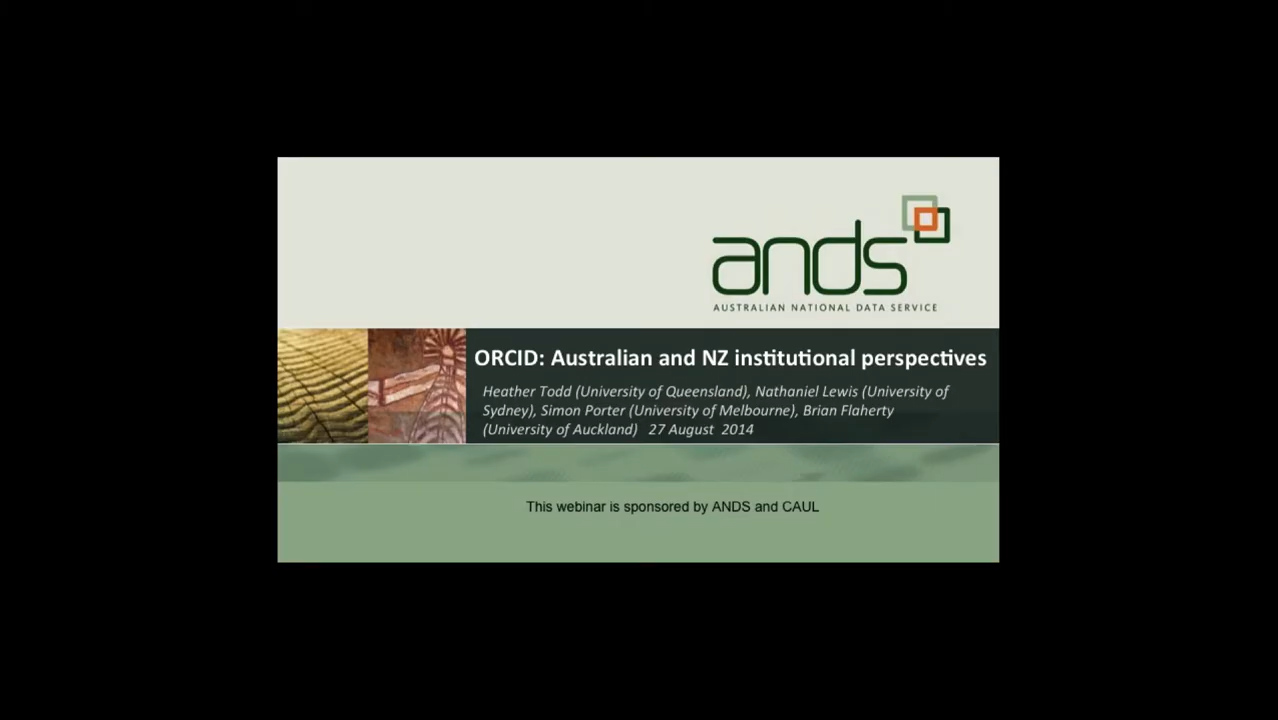 ands
AUSTRALIAN NATIONAL DATA SERVICE
ORCID: Australian and NZ institutional perspectives
Heather Todd (University of Queensland), Nathaniel Lewis (University of
Sydney), Simon Porter (University of Melbourne), Brian Flaherty
(University of Auckland)   27 August  2014
This webinar is sponsored by ANDS and CAUL